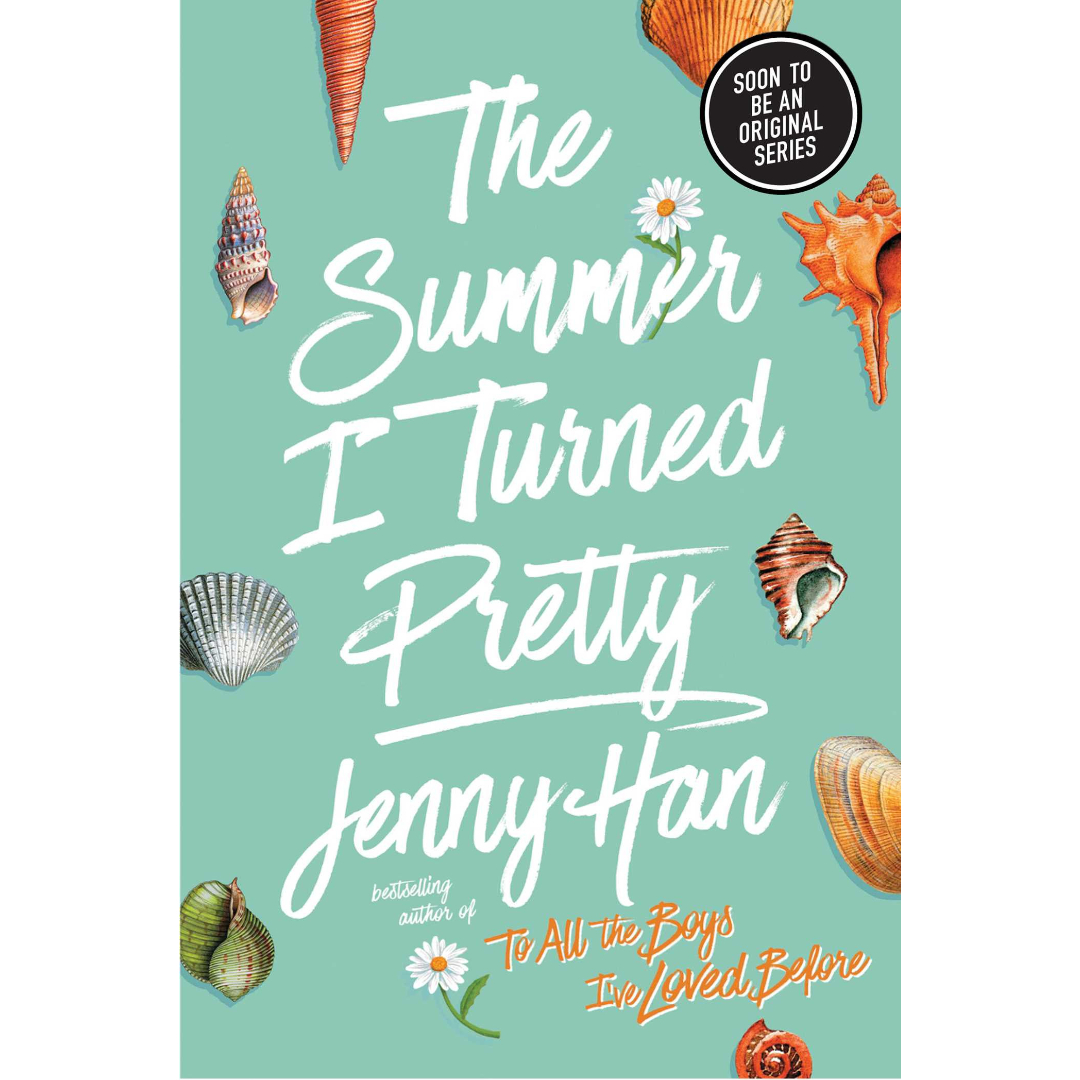 SOON TO
BE AN
ORIGINAL
SERIES
The
Summer
I Turned
Pretty
Jenny Han
bestselling
author of
To All the Boys
I've Loved Before